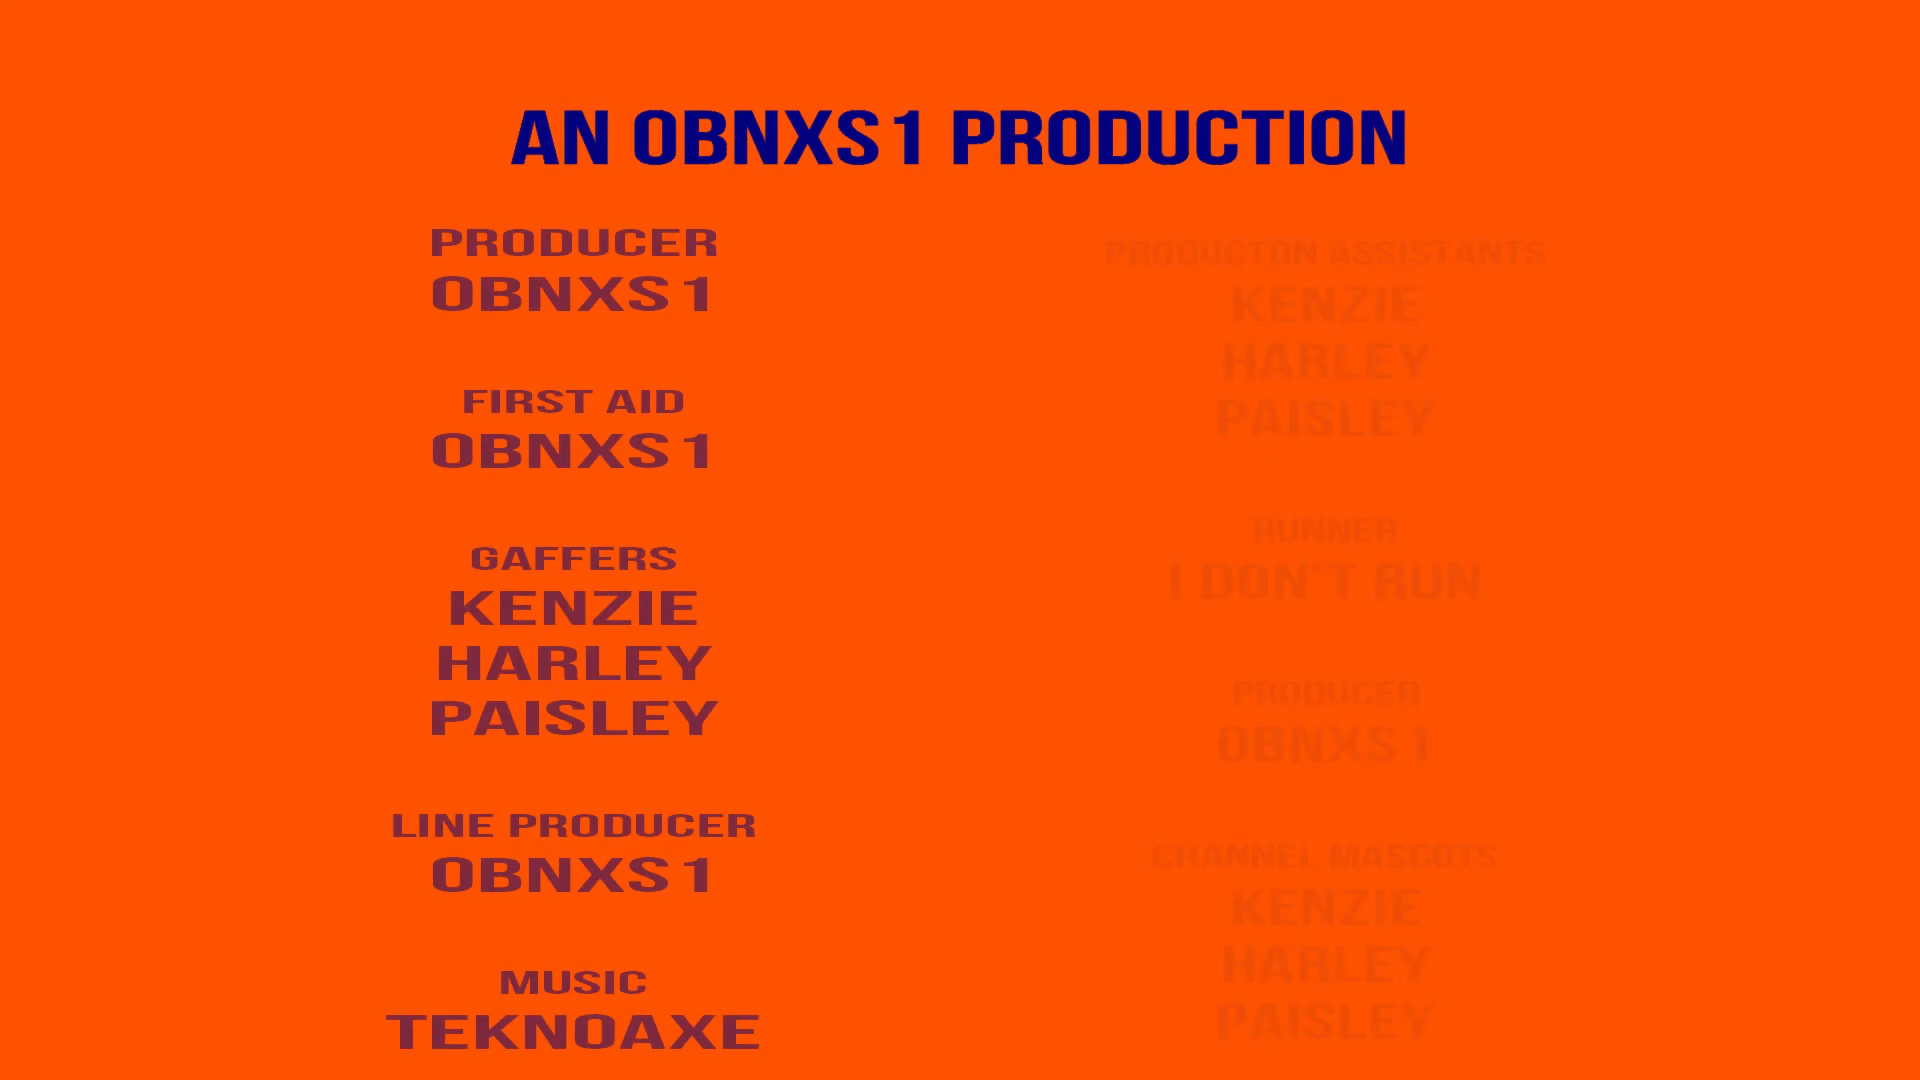 AN OBNXS1 PRODUCTION
PRODUCER
OBNXS1
FIRST AID
OBNXS1
GAFFERS
KENZIE
HARLEY
PAISLEY
LINE PRODUCER
OBNXS1
MUSIC
TEKNOAXE
PRODUCTON ASSISTANTS
KENZIE
HARLEY
PAISLEY
RUNNER
I DON'T RUN
PRODUCER
OBNXS1
CHANNEL MASCOTS
KENZIE
HARLEY
PAISLEY